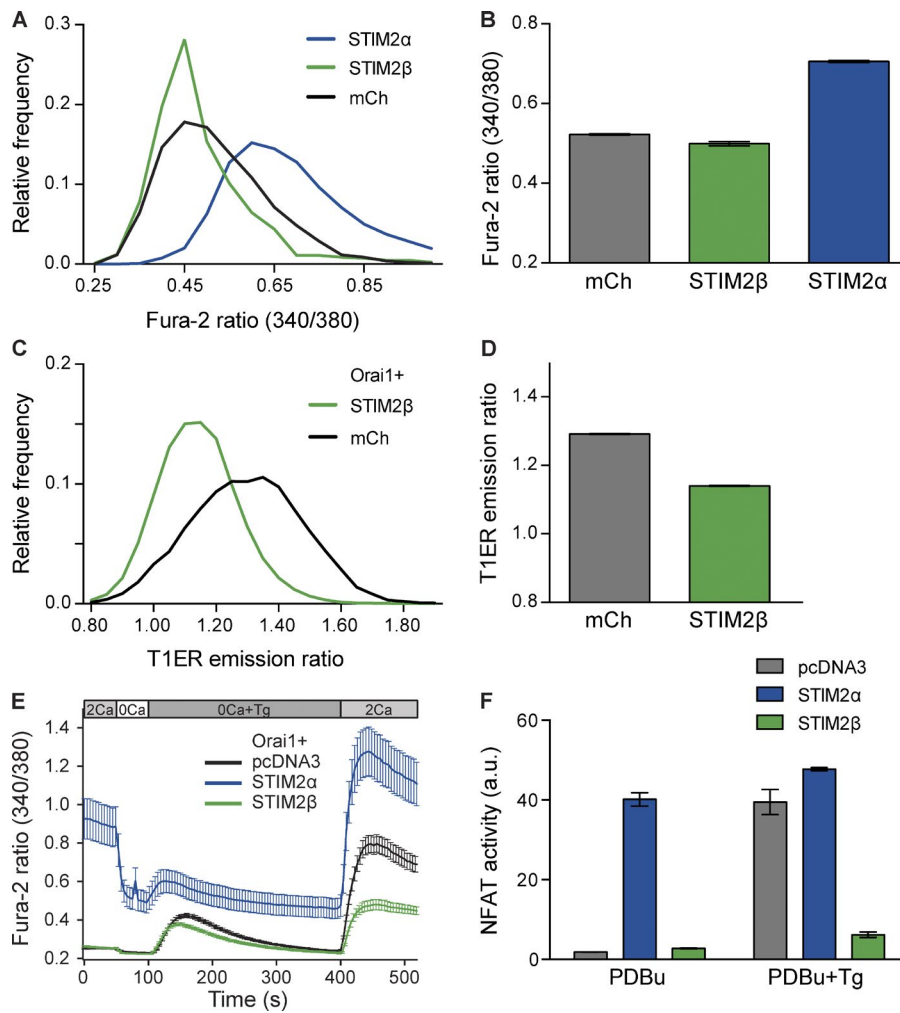 A
Relative frequency
0.3
0.2
0.1
0.0
STIM2α
STIM2β
mCh
0.25 0.45 0.65 0.85
Fura-2 ratio (340/380)
B
Fura-2 ratio (340/380)
0.8
0.6
0.4
0.2
mCh STIM2β STIM2α
C
Relative frequency
0.2
0.1
0.0
Orai1+
STIM2β
mCh
0.80 1.00 1.20 1.40 1.60 1.80
T1ER emission ratio
D
T1ER emission ratio
1.4
1.2
1.0
0.8
mCh STIM2β
E
2Ca 0Ca 0Ca+Tg 2Ca
Fura-2 ratio (340/380)
1.4
1.2
1.0
0.8
0.6
0.4
0.2
Orai1+
pcDNA3
STIM2α
STIM2β
0 100 200 300 400 500
Time (s)
pcDNA3
STIM2α
STIM2β
F
NFAT activity (a.u.)
60
40
20
0
PDBu PDBu+Tg